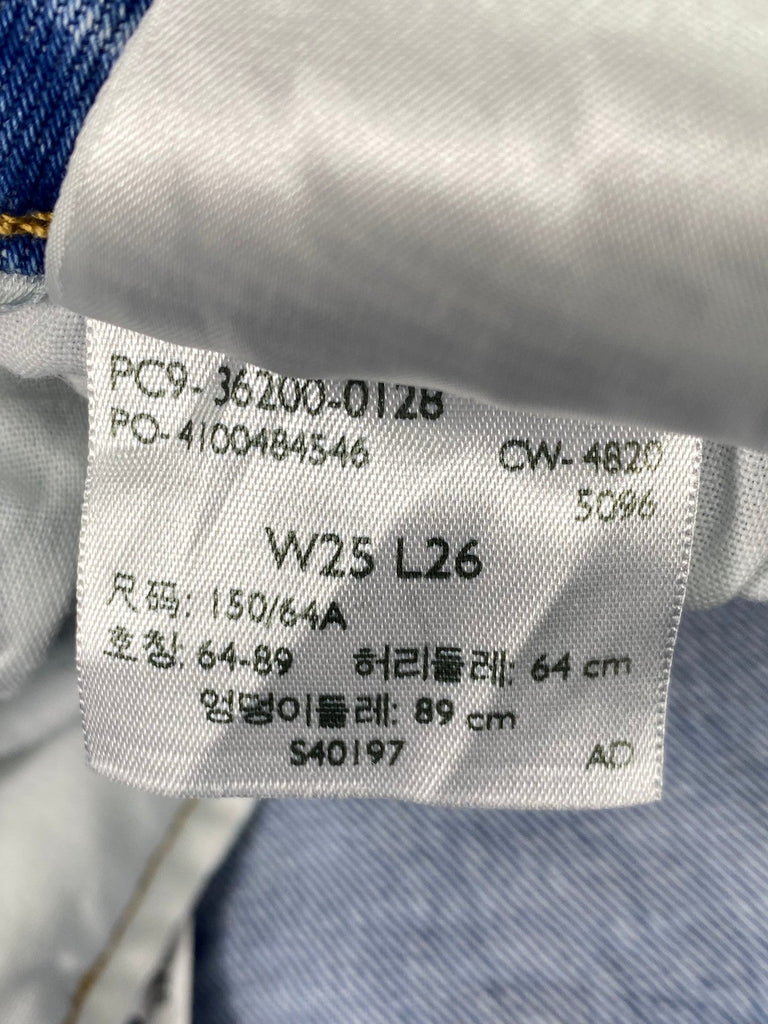 PC9-36200-0128
PO-4100484546 CW-4820
5096
W25 L26
尺码: 150/64A
호칭: 64-89 허리둘레: 64 cm
엉덩이둘레: 89 cm
S40197 AO